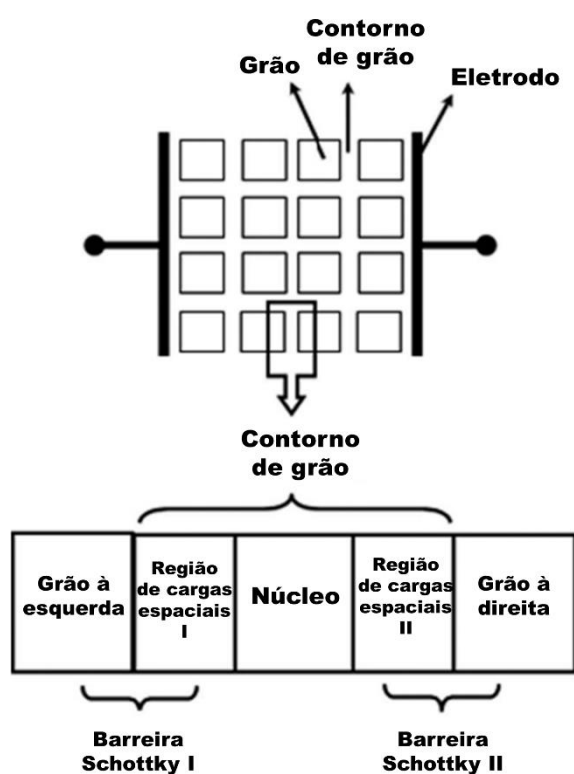 Contorno
de grão
Grão
Eletrodo
Contorno
de grão
Grão à
esquerda
Região
de cargas
espaciais
I
Núcleo
Região
de cargas
espaciais
II
Grão à
direita
Barreira
Schottky I
Barreira
Schottky II